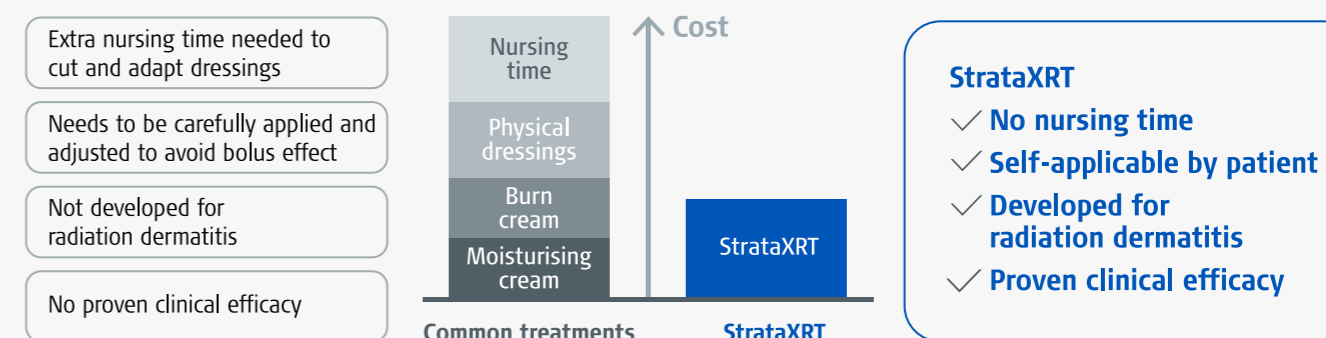 Extra nursing time needed to
cut and adapt dressings
Needs to be carefully applied and
adjusted to avoid bolus effect
Not developed for
radiation dermatitis
No proven clinical efficacy
Nursing
time
Physical
dressings
Burn
cream
Moisturising
cream
Common treatments
Cost
StrataXRT
StrataXRT
StrataXRT
No nursing time
Self-applicable by patient
Developed for
radiation dermatitis
Proven clinical efficacy